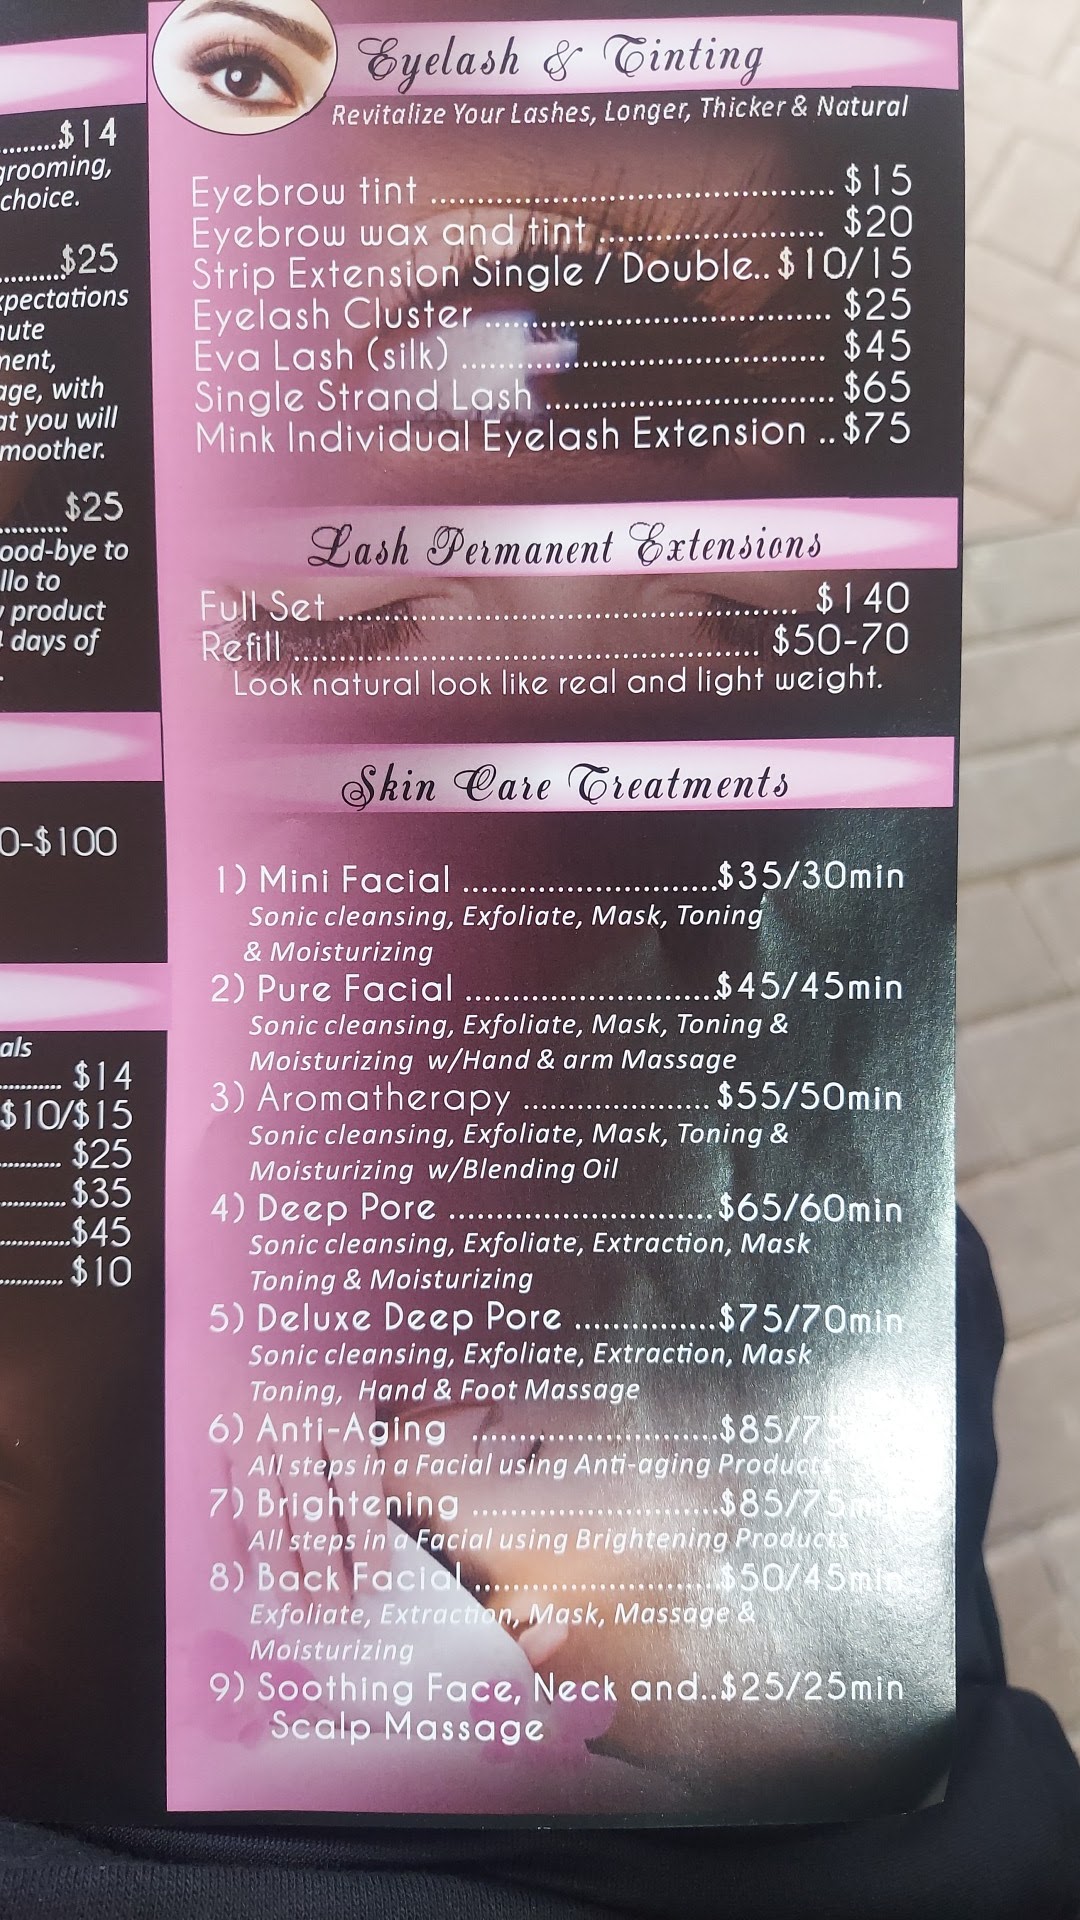 .........$14
grooming,
choice.
.........$25
expectations
with
at you will
smoother.
.........$25
good-bye to
product
days of
0-$100
als
........... $14
$10/$15
........... $25
...........$35
...........$45
........... $10
Eyelash & Tinting
Revitalize Your Lashes, Longer, Thicker & Natural
Eyebrow tint ............................................ $15
Eyebrow wax and tint ........................ $20
Strip Extension Single / Double.. $10/15
Eyelash Cluster ..................................... $25
Eva Lash (silk) ....................................... $45
Single Strand Lash ............................... $65
Mink Individual Eyelash Extension .. $75
Lash Permanent Extensions
Full Set ................................................. $140
Refill ..................................................... $50-70
Look natural look like real and light weight.
Skin Care Treatments
1) Mini Facial ...........................$35/30min
Sonic cleansing, Exfoliate, Mask, Toning
& Moisturizing
2) Pure Facial ...........................$45/45min
Sonic cleansing, Exfoliate, Mask, Toning &
Moisturizing w/Hand & arm Massage
3) Aromatherapy .................... $55/50min
Sonic cleansing, Exfoliate, Mask, Toning &
Moisturizing w/Blending Oil
4) Deep Pore ............................$65/60min
Sonic cleansing, Exfoliate, Extraction, Mask
Toning & Moisturizing
5) Deluxe Deep Pore ...............$75/70min
Sonic cleansing, Exfoliate, Extraction, Mask
Toning, Hand & Foot Massage
6) Anti-Aging ..........................$85/75
All steps in a Facial using Anti-aging Products
7) Brightening ..........................$85/75min
All steps in a Facial using Brightening Products
8) Back Facial ..........................$50/45min
Exfoliate, Extraction, Mask, Massage &
Moisturizing
9) Soothing Face, Neck and..$25/25min
Scalp Massage